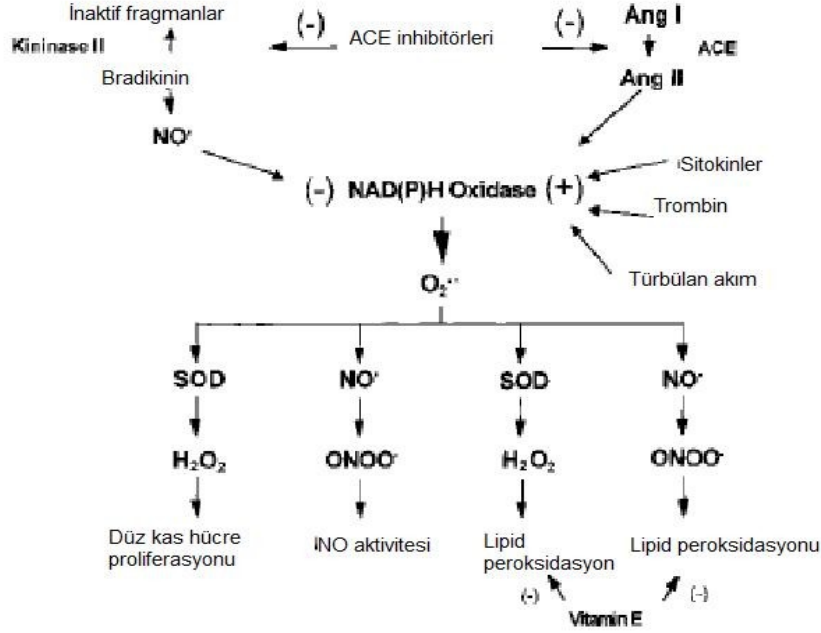 İnaktif fragmanlar
(-)
ACE inhibitörleri
(-)
Ang I
Kininase II
ACE
Bradikinin
Ang II
NO•
(-) NAD(P)H Oxidase (+)
Sitokinler
Trombin
Türbülan akım
O₂•-
SOD
NO•
SOD
NO•
H₂O₂
ONOO-
H₂O₂
ONOO-
Düz kas hücre
proliferasyonu
NO aktivitesi
Lipid
peroksidasyon
Lipid peroksidasyonu
(-)
(-)
Vitamin E